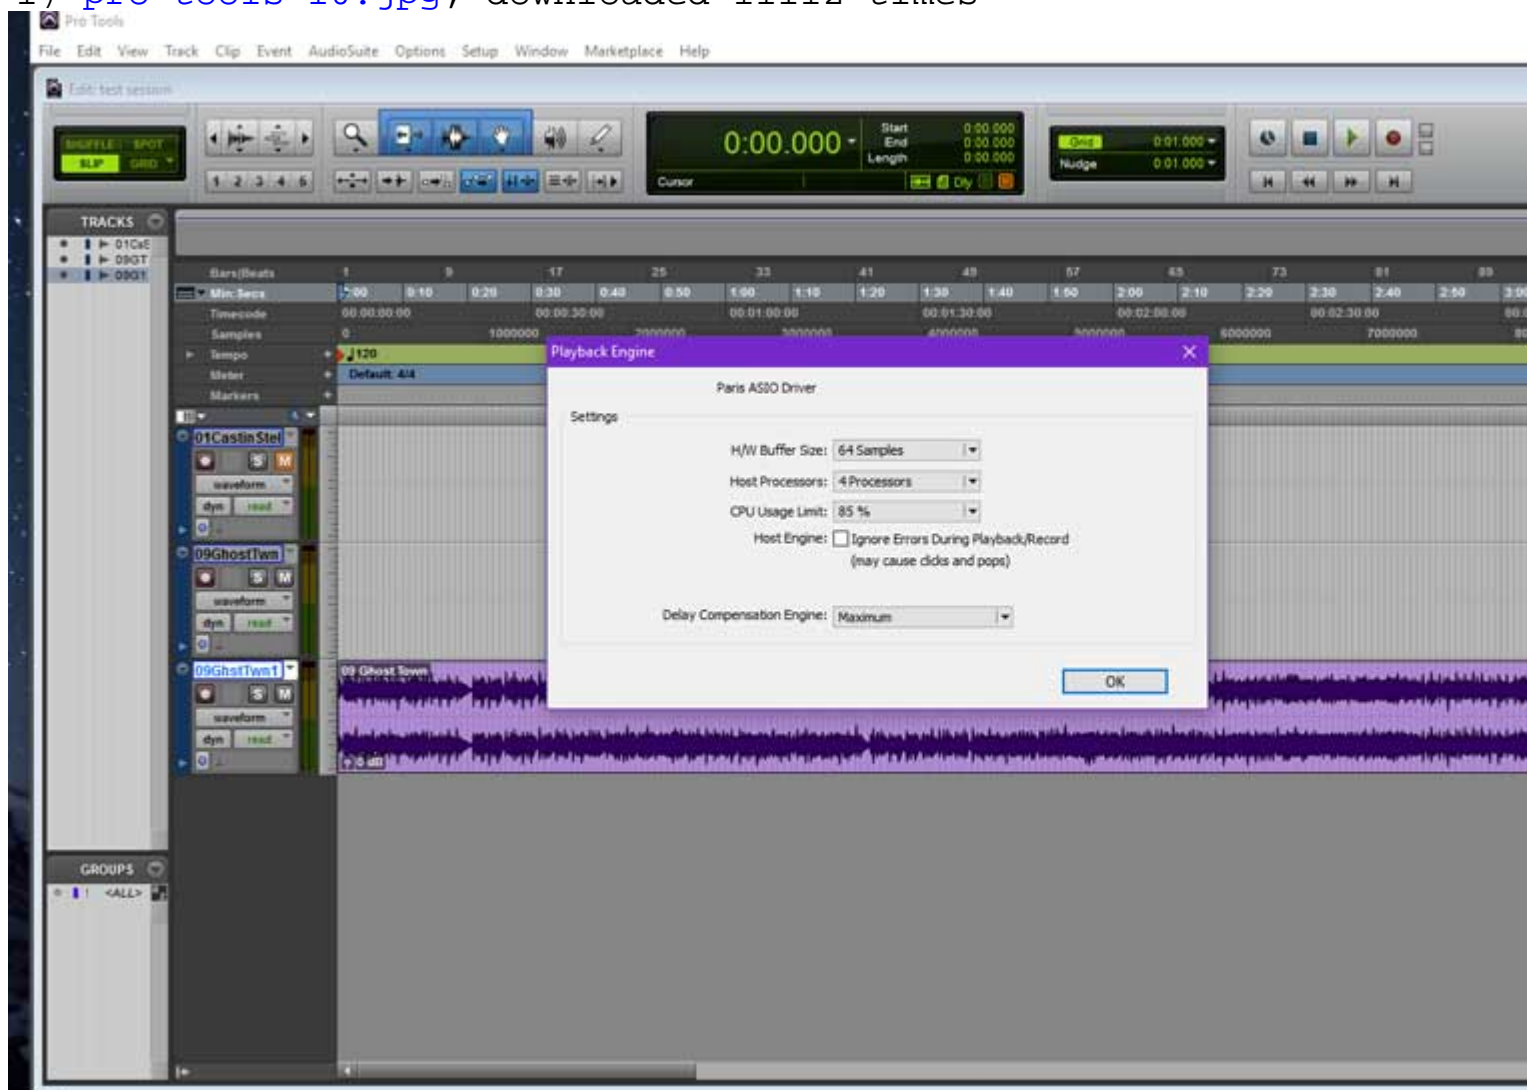 Pro Tools
File Edit View Track Clip Event AudioSuite Options Setup Window Marketplace Help
Edit: test session
SHUFFLE SPOT
SLIP GRID
1 2 3 4 5
0:00.000
Start 0:00.000
End 0:00.000
Length 0:00.000
Cursor
Dly
Grid 0:01.000
Nudge 0:01.000
TRACKS
01CaS
09GT
09G1
Bars|Beats 1 9 17 25 33 41 49 57 65 73 81 89
Min:Secs 0:00 0:10 0:20 0:30 0:40 0:50 1:00 1:10 1:20 1:30 1:40 1:50 2:00 2:10 2:20 2:30 2:40 2:50 3:00
Timecode 00:00:00:00 00:00:30:00 00:01:00:00 00:01:30:00 00:02:00:00 00:02:30:00
Samples 0 1000000 2000000 3000000 4000000 5000000 6000000 7000000
Tempo 120
Meter Default: 4/4
Markers
Playback Engine
Paris ASIO Driver
Settings
H/W Buffer Size: 64 Samples
Host Processors: 4 Processors
CPU Usage Limit: 85 %
Host Engine: Ignore Errors During Playback/Record
(may cause clicks and pops)
Delay Compensation Engine: Maximum
OK
01CastinStel
S M
waveform
dyn read
09GhostTwn
S M
waveform
dyn read
09GhstTwn1
S M
waveform
dyn read
09 Ghost Town
0 dB
GROUPS
! <ALL>